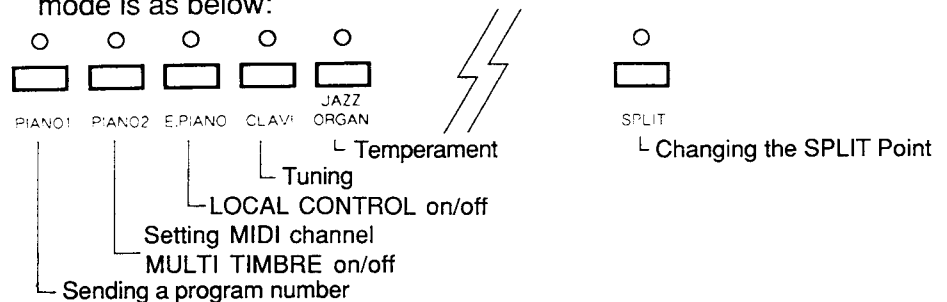 mode is as below:
JAZZ
PIANO1 PIANO2 E.PIANO CLAVI ORGAN SPLIT
Temperament Changing the SPLIT Point
Tuning
LOCAL CONTROL on/off
Setting MIDI channel
MULTI TIMBRE on/off
Sending a program number